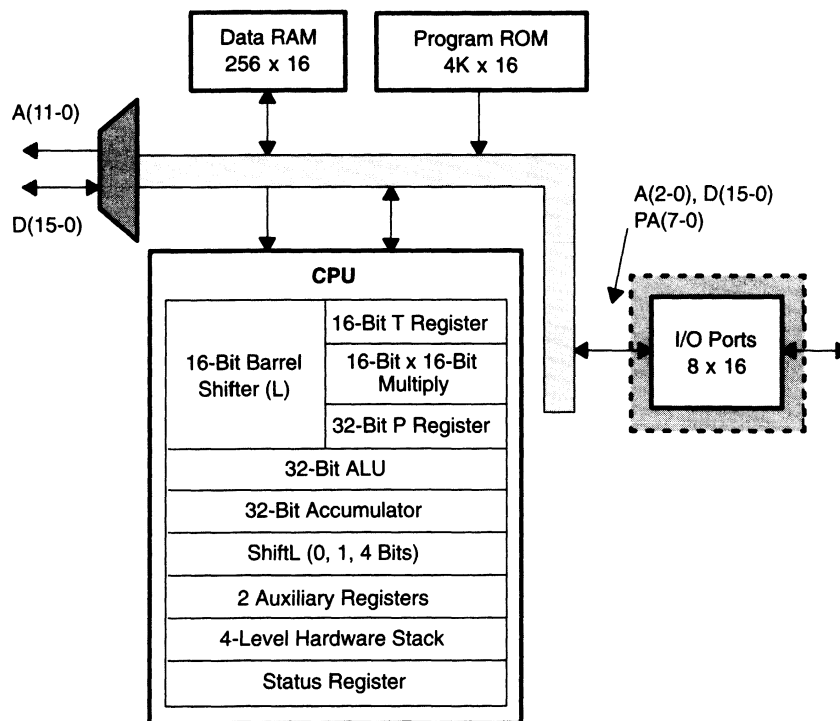 Data RAM
256 x 16
Program ROM
4K x 16
A(11-0)
D(15-0)
A(2-0), D(15-0)
PA(7-0)
CPU
16-Bit T Register
16-Bit Barrel
Shifter (L)
16-Bit x 16-Bit
Multiply
32-Bit P Register
I/O Ports
8 x 16
32-Bit ALU
32-Bit Accumulator
ShiftL (0, 1, 4 Bits)
2 Auxiliary Registers
4-Level Hardware Stack
Status Register